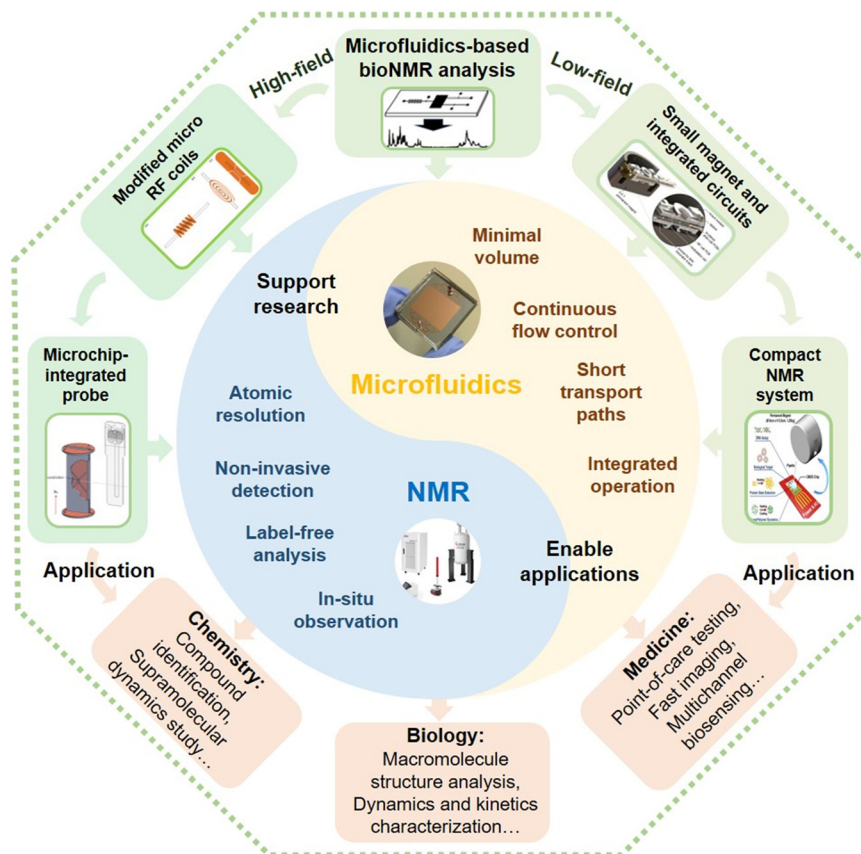 Microfluidics-based
bioNMR analysis
High-field
Low-field
Modified micro
RF coils
Small magnet and
integrated circuits
Support
research
Minimal
volume
Continuous
flow control
Microfluidics
Short
transport
paths
Integrated
operation
Atomic
resolution
Non-invasive
detection
Label-free
analysis
In-situ
observation
NMR
Enable
applications
Microchip-
integrated
probe
Compact
NMR
system
Application
Application
Chemistry:
Compound
identification,
Supramolecular
dynamics study…
Biology:
Macromolecule
structure analysis,
Dynamics and kinetics
characterization…
Medicine:
Point-of-care testing,
Fast imaging,
Multichannel
biosensing…